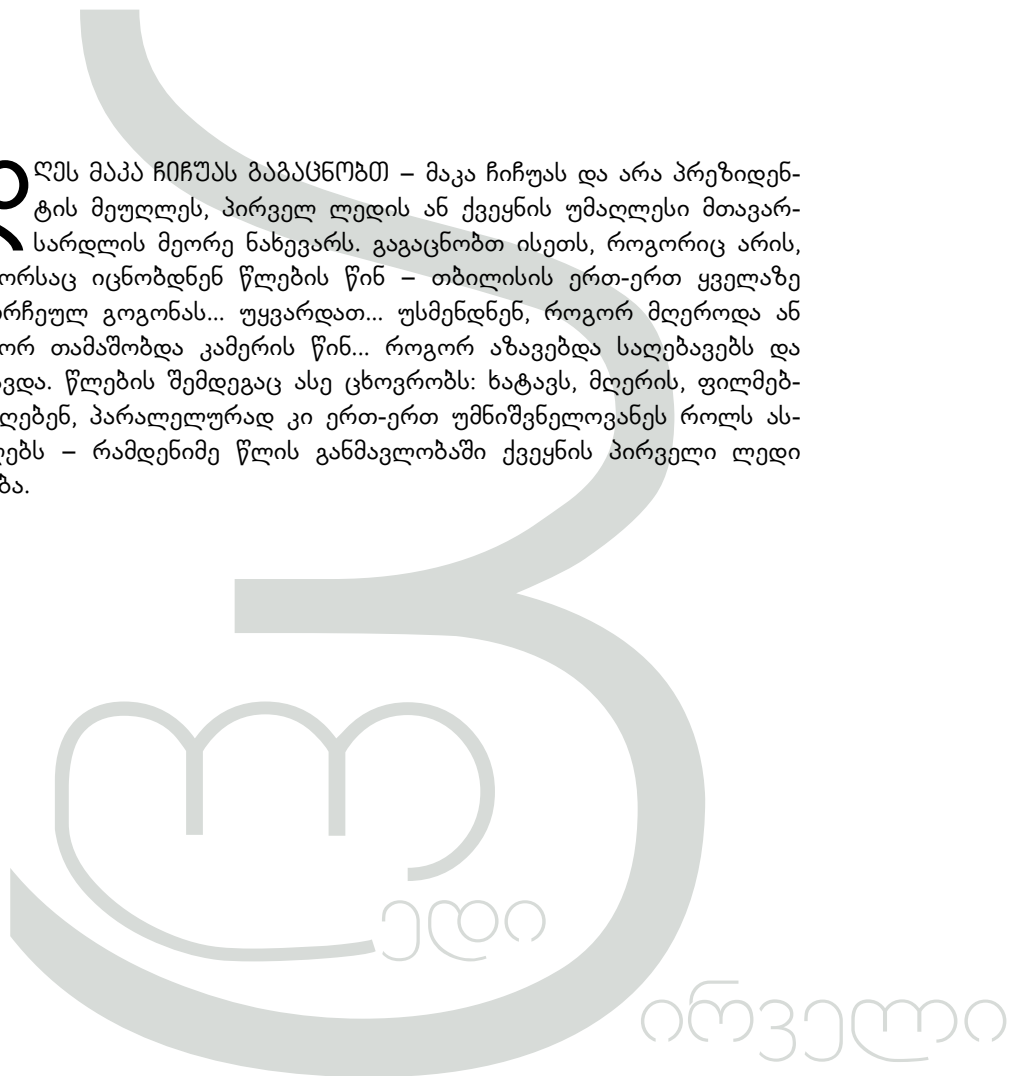 ღეს მაკა ჩიჩუას გაგაცნობთ – მაკა ჩიჩუას და არა პრეზიდენ-
ტის მეუღლეს, პირველ ლედის ან ქვეყნის უმაღლესი მთავარ-
სარდლის მეორე ნახევარს. გაგაცნობთ ისეთს, როგორიც არის,
ორსაც იცნობდნენ წლების წინ – თბილისის ერთ-ერთ ყველაზე
რჩეულ გოგონას... უყვარდათ... უსმენდნენ, როგორ მღეროდა ან
ორ თამაშობდა კამერის წინ... როგორ აზავებდა საღებავებს და
ვდა. წლების შემდეგაც ასე ცხოვრობს: ხატავს, მღერის, ფილმებ-
ღებენ, პარალელურად კი ერთ-ერთ უმნიშვნელოვანეს როლს ას-
ებს – რამდენიმე წლის განმავლობაში ქვეყნის პირველი ლედი
ბა.
ლედი
ირველი